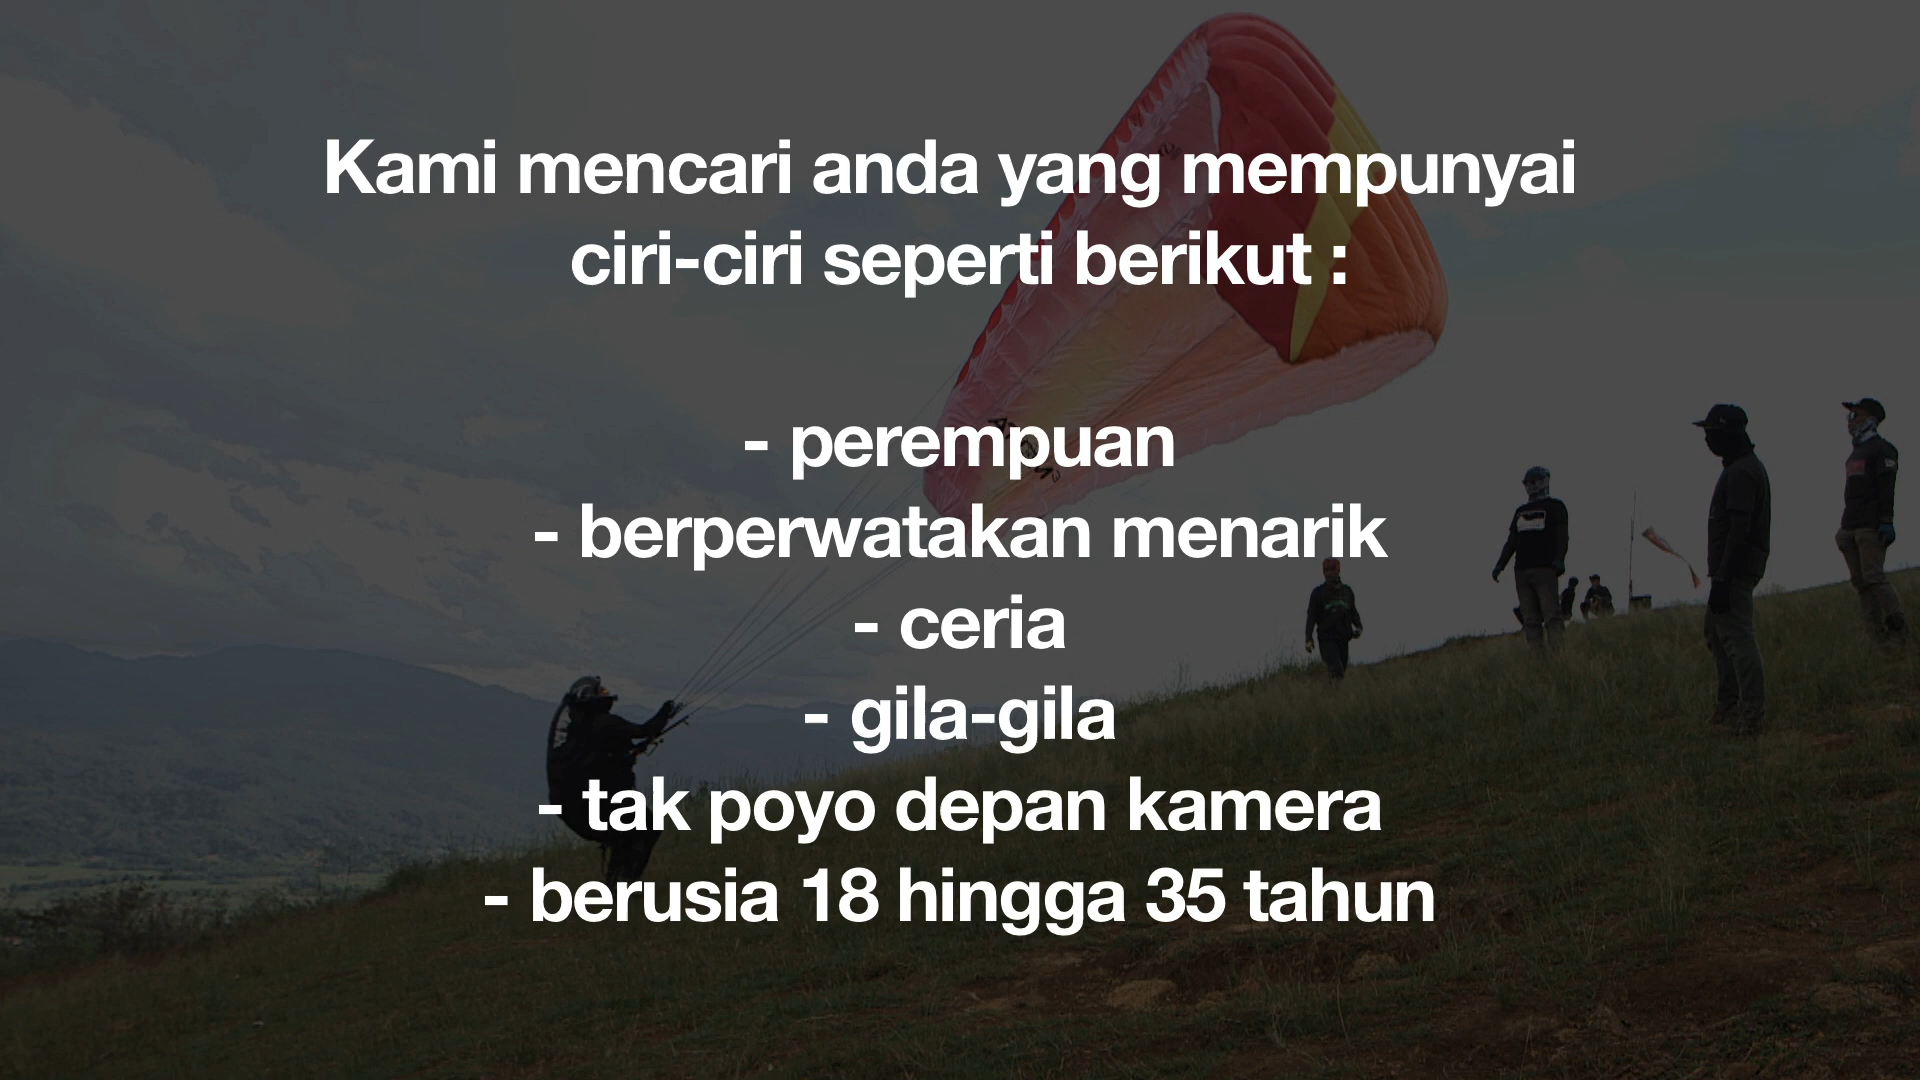 Kami mencari anda yang mempunyai
ciri-ciri seperti berikut :
- perempuan
- berperwatakan menarik
- ceria
- gila-gila
- tak poyo depan kamera
- berusia 18 hingga 35 tahun